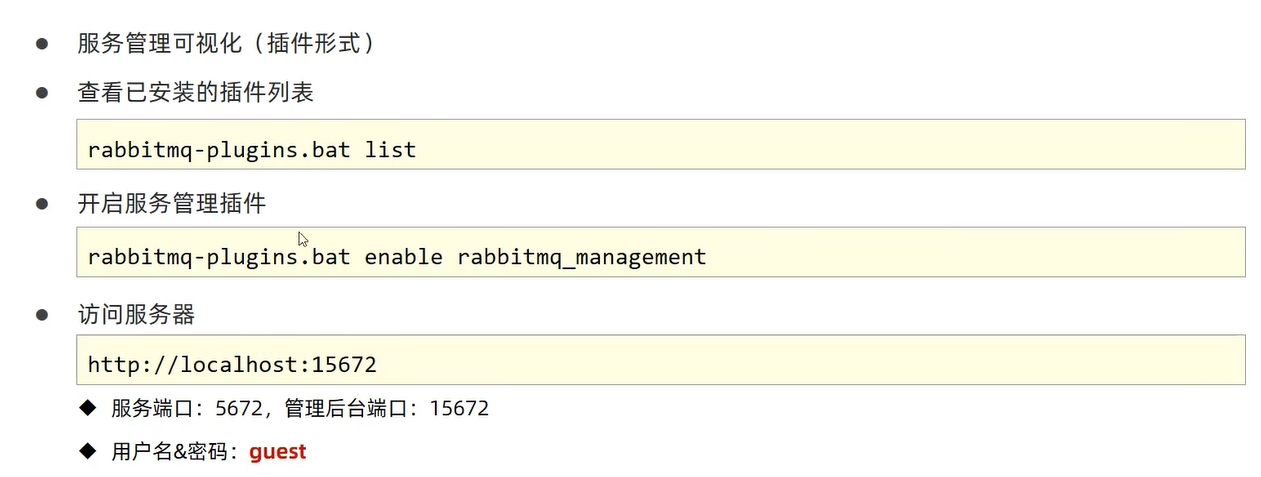 服务管理可视化（插件形式）
查看已安装的插件列表
rabbitmq-plugins.bat list
开启服务管理插件
rabbitmq-plugins.bat enable rabbitmq_management
访问服务器
http://localhost:15672
服务端口：5672，管理后台端口：15672
用户名&密码：guest